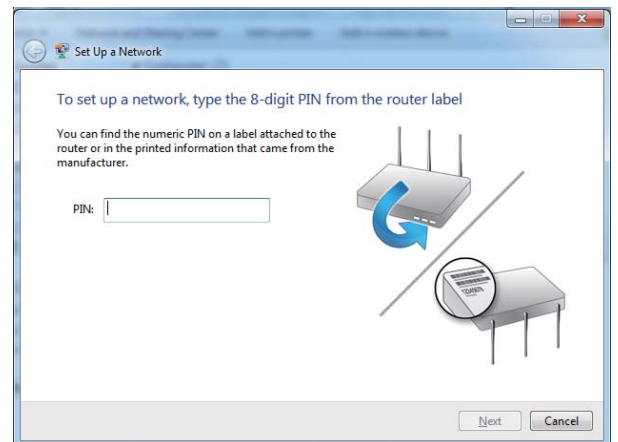 Set Up a Network
To set up a network, type the 8-digit PIN from the router label
You can find the numeric PIN on a label attached to the
router or in the printed information that came from the
manufacturer.
PIN:
12345678
Next
Cancel